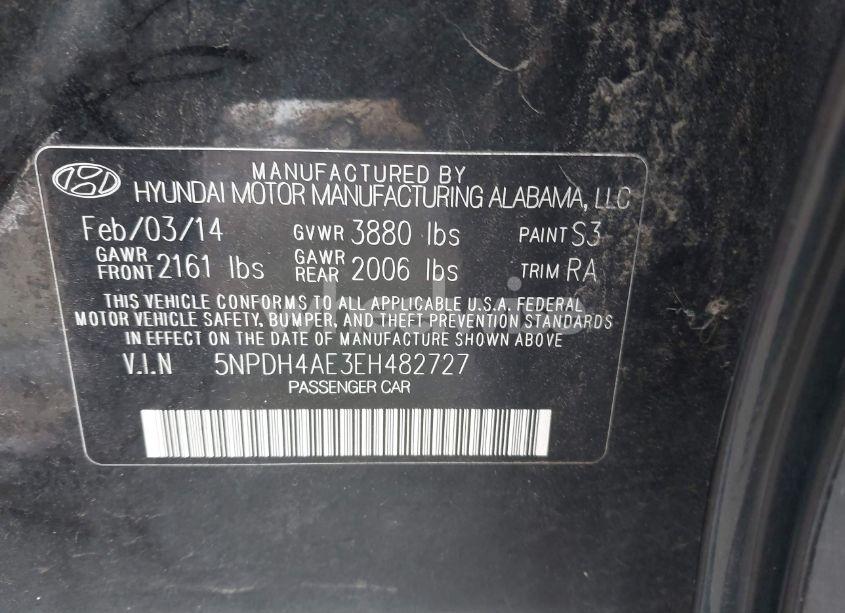 MANUFACTURED BY
HYUNDAI MOTOR MANUFACTURING ALABAMA, LLC
Feb/03/14 GVWR 3880 lbs PAINT S3
GAWR FRONT 2161 lbs GAWR REAR 2006 lbs TRIM RA
THIS VEHICLE CONFORMS TO ALL APPLICABLE U.S.A. FEDERAL
MOTOR VEHICLE SAFETY, BUMPER, AND THEFT PREVENTION STANDARDS
IN EFFECT ON THE DATE OF MANUFACTURE SHOWN ABOVE
V.I.N 5NPDH4AE3EH482727
PASSENGER CAR